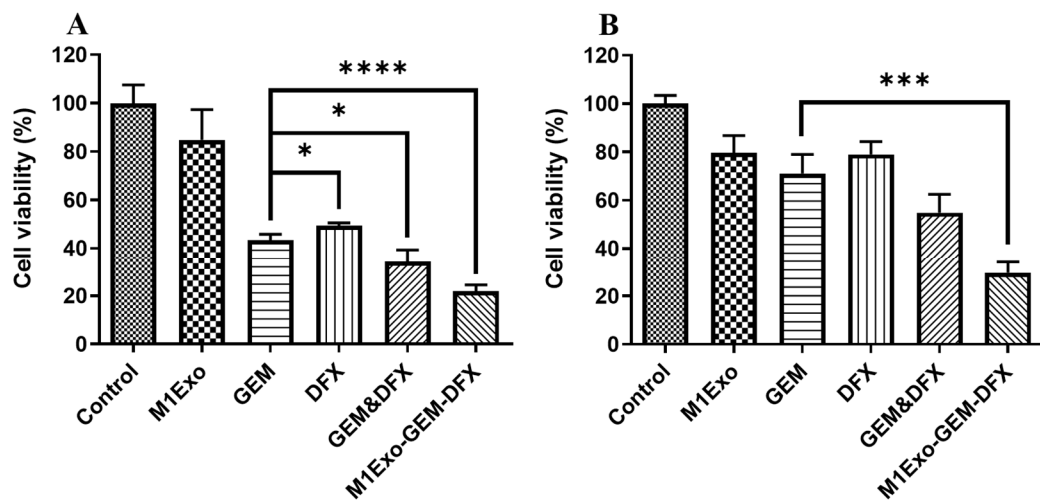 A
Cell viability (%)
120
100
80
60
40
20
0
****
*
*
Control
M1Exo
GEM
DFX
GEM&DFX
M1Exo-GEM-DFX
B
Cell viability (%)
120
100
80
60
40
20
0
***
Control
M1Exo
GEM
DFX
GEM&DFX
M1Exo-GEM-DFX